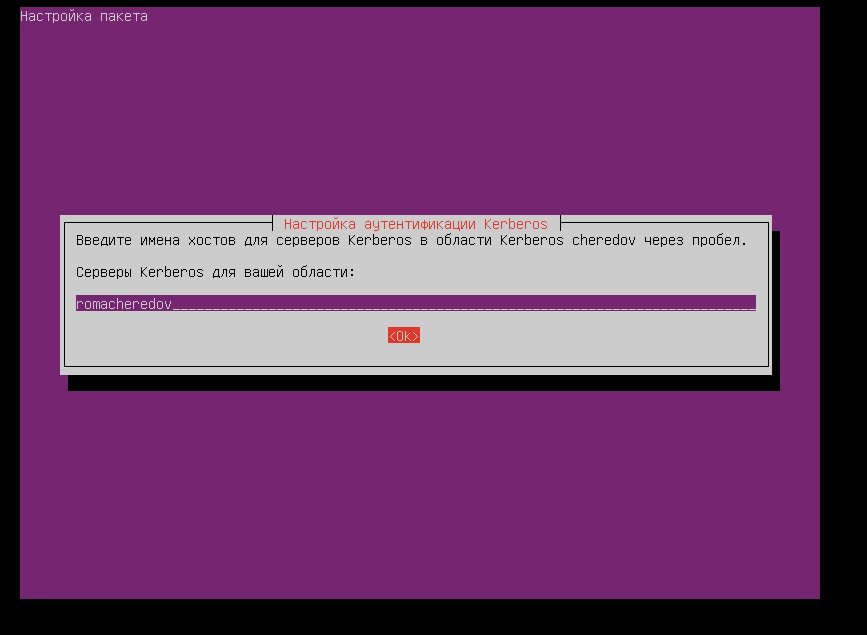 Настройка пакета
Настройка аутентификации Kerberos
Введите имена хостов для серверов Kerberos в области Kerberos cheredov через пробел.
Серверы Kerberos для вашей области:
romacheredov
<Ok>